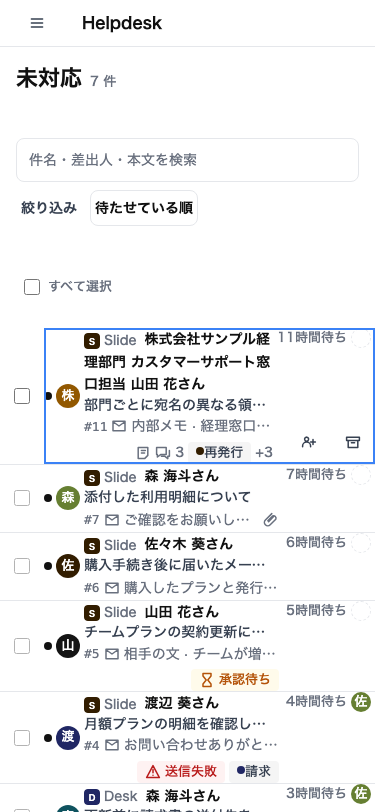 Helpdesk
未対応 7 件
件名・差出人・本文を検索
絞り込み 待たせている順
すべて選択
株 S Slide 株式会社サンプル経 11時間待ち
理部門 カスタマーサポート窓
口担当 山田 花さん
部門ごとに宛名の異なる領…
#11 内部メモ・経理窓口…
3 再発行 +3
S Slide 森 海斗さん 7時間待ち
森 添付した利用明細について
#7 ご確認をお願いし…
S Slide 佐々木 葵さん 6時間待ち
佐 購入手続き後に届いたメー…
#6 購入したプランと発行…
S Slide 山田 花さん 5時間待ち
チームプランの契約更新に…
山 #5 相手の文・チームが増…
承認待ち
S Slide 渡辺 葵さん 4時間待ち 佐
月額プランの明細を確認し…
渡 #4 お問い合わせありがと…
送信失敗 請求
D Desk 森 海斗さん 3時間待ち 佐